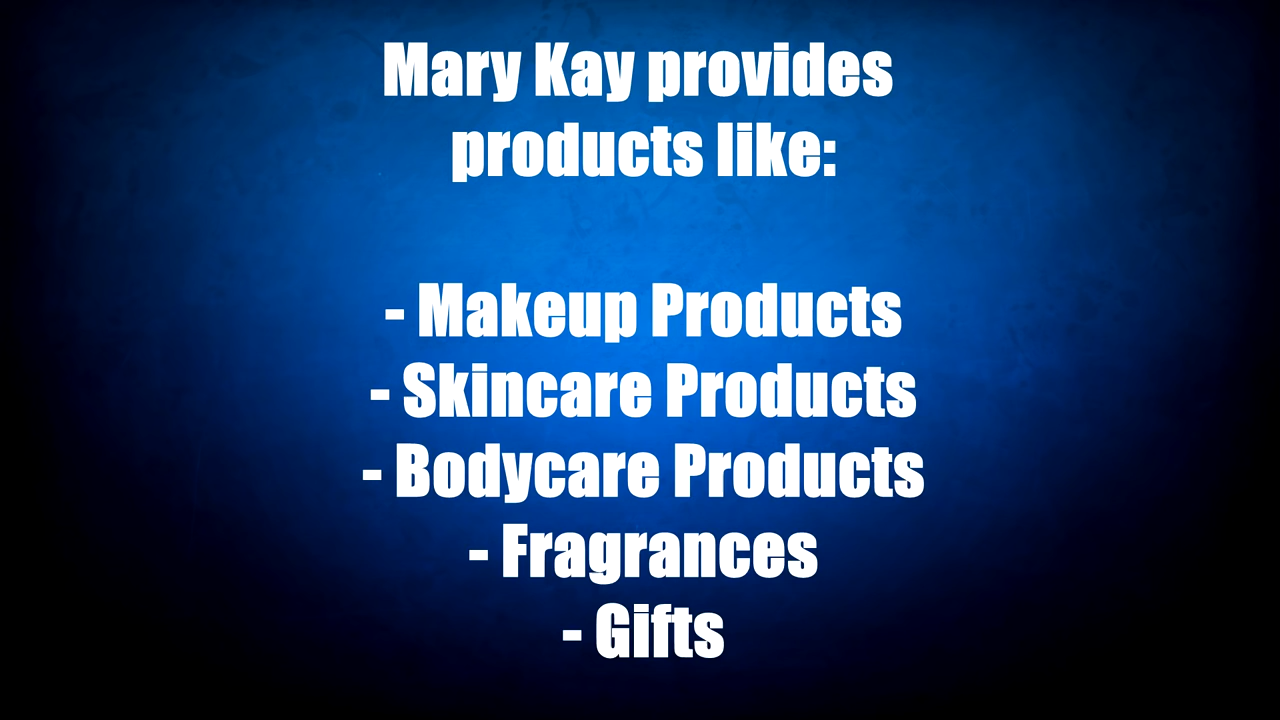 Mary Kay provides
products like:
- Makeup Products
- Skincare Products
- Bodycare Products
- Fragrances
- Gifts